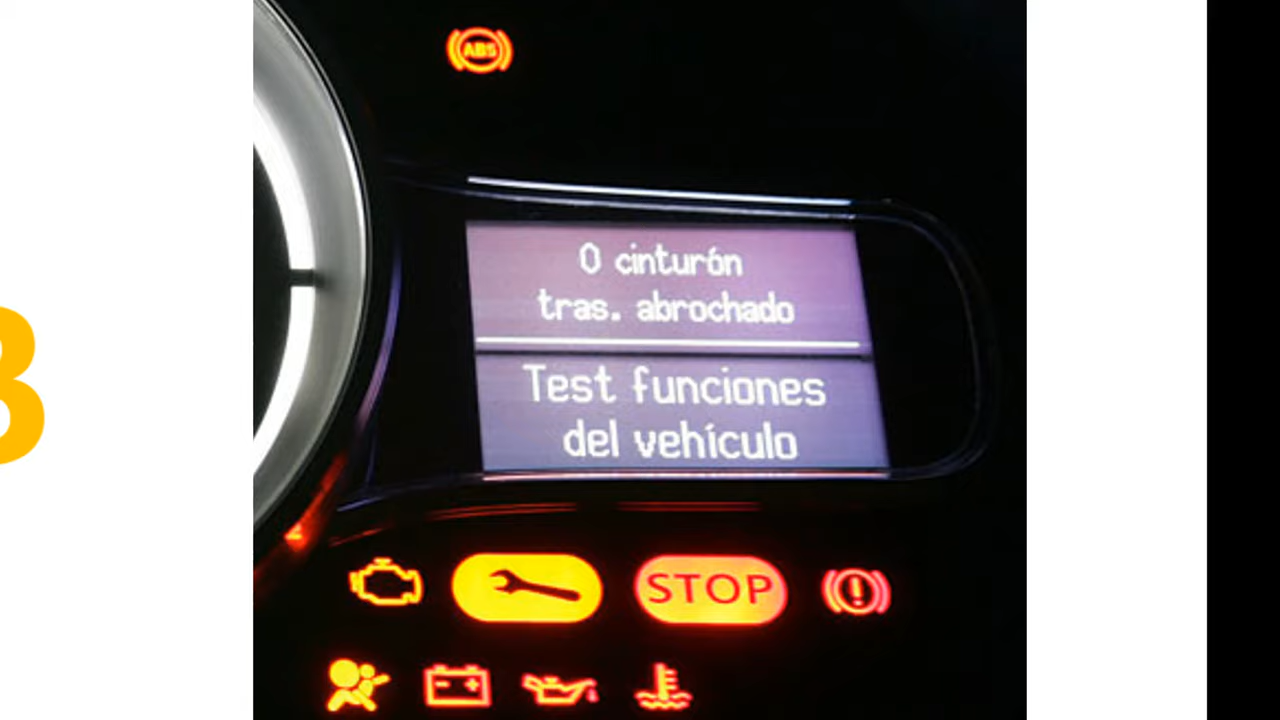 ABS
0 cinturón
tras. abrochado
Test funciones
del vehículo
STOP